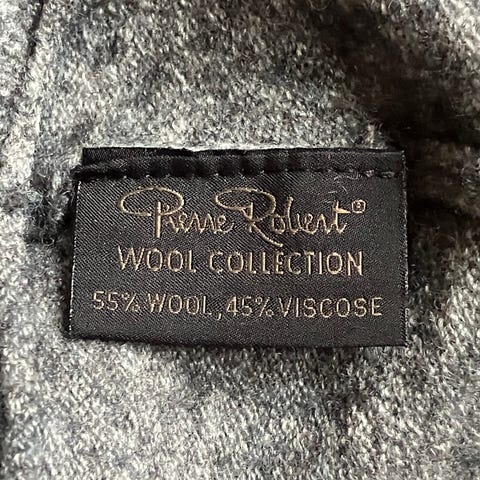 Pierre Robert®
WOOL COLLECTION
55% WOOL, 45% VISCOSE